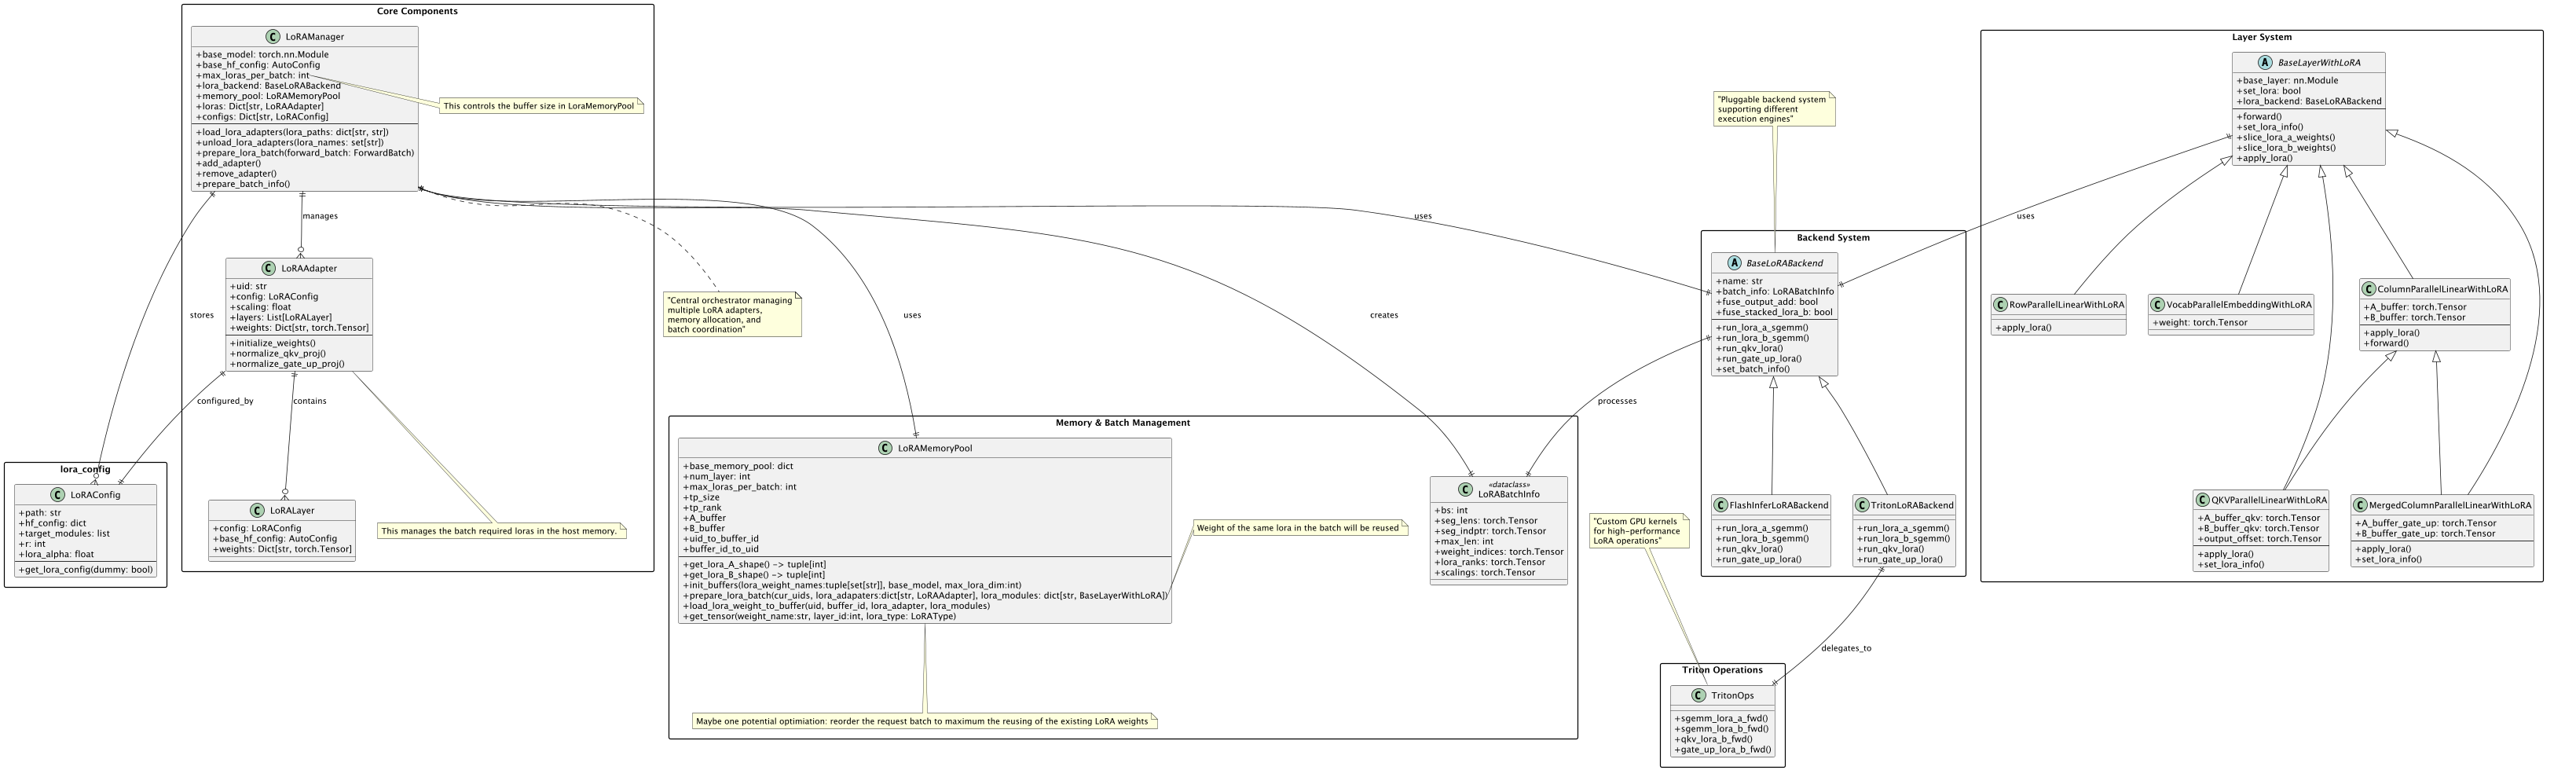 Core Components
LoRAManager
+base_model: torch.nn.Module
+base_hf_config: AutoConfig
+max_loras_per_batch: int
+lora_backend: BaseLoRABackend
+memory_pool: LoRAMemoryPool
+loras: Dict[str, LoRAAdapter]
+configs: Dict[str, LoRAConfig]
+load_lora_adapters(lora_paths: dict[str, str])
+unload_lora_adapters(lora_names: set[str])
+prepare_lora_batch(forward_batch: ForwardBatch)
+add_adapter()
+remove_adapter()
+prepare_batch_info()
This controls the buffer size in LoraMemoryPool
manages
LoRAAdapter
+uid: str
+config: LoRAConfig
+scaling: float
+layers: List[LoRALayer]
+weights: Dict[str, torch.Tensor]
+initialize_weights()
+normalize_qkv_proj()
+normalize_gate_up_proj()
stores
configured_by
contains
lora_config
LoRAConfig
+path: str
+hf_config: dict
+target_modules: list
+r: int
+lora_alpha: float
+get_lora_config(dummy: bool)
LoRALayer
+config: LoRAConfig
+base_hf_config: AutoConfig
+weights: Dict[str, torch.Tensor]
This manages the batch required loras in the host memory.
"Central orchestrator managing
multiple LoRA adapters,
memory allocation, and
batch coordination"
uses
creates
uses
Memory & Batch Management
LoRAMemoryPool
+base_memory_pool: dict
+num_layer: int
+max_loras_per_batch: int
+tp_size
+tp_rank
+A_buffer
+B_buffer
+uid_to_buffer_id
+buffer_id_to_uid
+get_lora_A_shape() -> tuple[int]
+get_lora_B_shape() -> tuple[int]
+init_buffers(lora_weight_names:tuple[set[str]], base_model, max_lora_dim:int)
+prepare_lora_batch(cur_uids, lora_adapaters:dict[str, LoRAAdapter], lora_modules: dict[str, BaseLayerWithLoRA])
+load_lora_weight_to_buffer(uid, buffer_id, lora_adapter, lora_modules)
+get_tensor(weight_name:str, layer_id:int, lora_type: LoRAType)
Weight of the same lora in the batch will be reused
Maybe one potential optimiation: reorder the request batch to maximum the reusing of the existing LoRA weights
«dataclass»
LoRABatchInfo
+bs: int
+seg_lens: torch.Tensor
+seg_indptr: torch.Tensor
+max_len: int
+weight_indices: torch.Tensor
+lora_ranks: torch.Tensor
+scalings: torch.Tensor
"Pluggable backend system
supporting different
execution engines"
Backend System
BaseLoRABackend
+name: str
+batch_info: LoRABatchInfo
+fuse_output_add: bool
+fuse_stacked_lora_b: bool
+run_lora_a_sgemm()
+run_lora_b_sgemm()
+run_qkv_lora()
+run_gate_up_lora()
+set_batch_info()
processes
FlashInferLoRABackend
+run_lora_a_sgemm()
+run_lora_b_sgemm()
+run_qkv_lora()
+run_gate_up_lora()
TritonLoRABackend
+run_lora_a_sgemm()
+run_lora_b_sgemm()
+run_qkv_lora()
+run_gate_up_lora()
"Custom GPU kernels
for high-performance
LoRA operations"
delegates_to
Triton Operations
TritonOps
+sgemm_lora_a_fwd()
+sgemm_lora_b_fwd()
+qkv_lora_b_fwd()
+gate_up_lora_b_fwd()
Layer System
BaseLayerWithLoRA
+base_layer: nn.Module
+set_lora: bool
+lora_backend: BaseLoRABackend
+forward()
+set_lora_info()
+slice_lora_a_weights()
+slice_lora_b_weights()
+apply_lora()
uses
RowParallelLinearWithLoRA
+apply_lora()
VocabParallelEmbeddingWithLoRA
+weight: torch.Tensor
ColumnParallelLinearWithLoRA
+A_buffer: torch.Tensor
+B_buffer: torch.Tensor
+apply_lora()
+forward()
QKVParallelLinearWithLoRA
+A_buffer_qkv: torch.Tensor
+B_buffer_qkv: torch.Tensor
+output_offset: torch.Tensor
+apply_lora()
+set_lora_info()
MergedColumnParallelLinearWithLoRA
+A_buffer_gate_up: torch.Tensor
+B_buffer_gate_up: torch.Tensor
+apply_lora()
+set_lora_info()